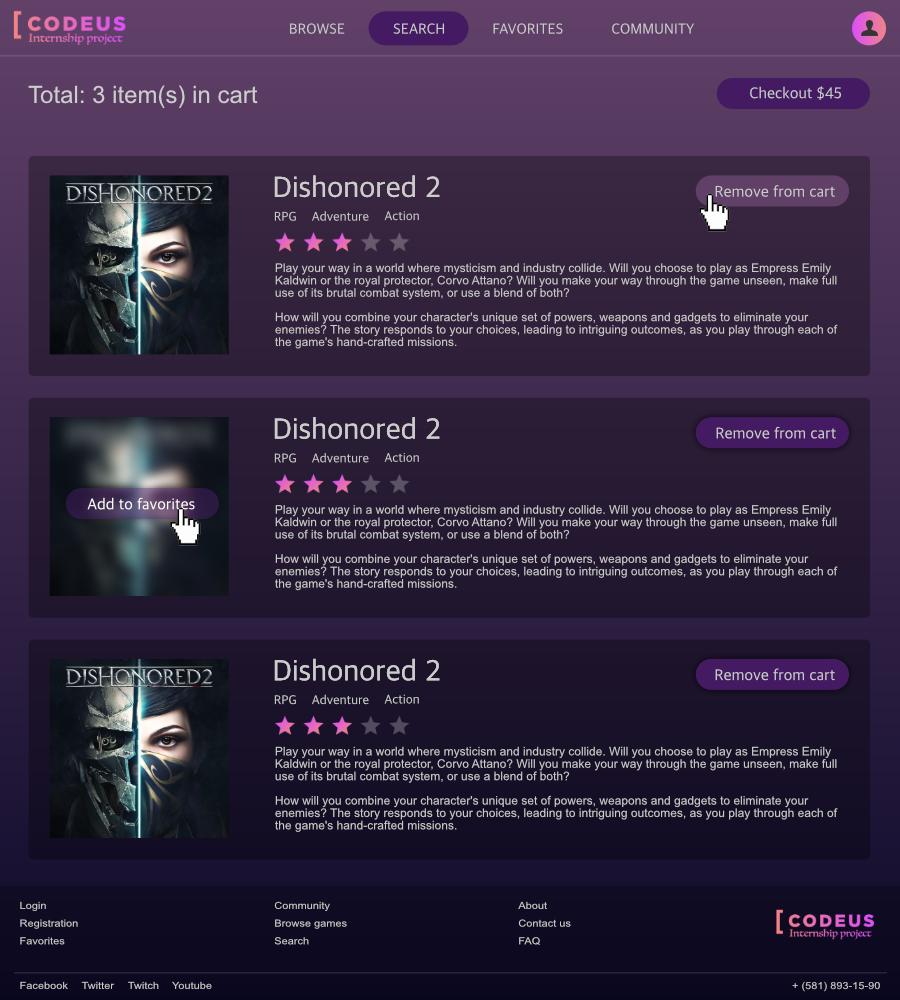 [ CODEUS
Internship project
BROWSE SEARCH FAVORITES COMMUNITY
Total: 3 item(s) in cart
Checkout $45
DISHONORED 2
Dishonored 2
Remove from cart
RPG Adventure Action
Play your way in a world where mysticism and industry collide. Will you choose to play as Empress Emily
Kaldwin or the royal protector, Corvo Attano? Will you make your way through the game unseen, make full
use of its brutal combat system, or use a blend of both?
How will you combine your character's unique set of powers, weapons and gadgets to eliminate your
enemies? The story responds to your choices, leading to intriguing outcomes, as you play through each of
the game's hand-crafted missions.
Add to favorites
Dishonored 2
Remove from cart
RPG Adventure Action
Play your way in a world where mysticism and industry collide. Will you choose to play as Empress Emily
Kaldwin or the royal protector, Corvo Attano? Will you make your way through the game unseen, make full
use of its brutal combat system, or use a blend of both?
How will you combine your character's unique set of powers, weapons and gadgets to eliminate your
enemies? The story responds to your choices, leading to intriguing outcomes, as you play through each of
the game's hand-crafted missions.
DISHONORED 2
Dishonored 2
Remove from cart
RPG Adventure Action
Play your way in a world where mysticism and industry collide. Will you choose to play as Empress Emily
Kaldwin or the royal protector, Corvo Attano? Will you make your way through the game unseen, make full
use of its brutal combat system, or use a blend of both?
How will you combine your character's unique set of powers, weapons and gadgets to eliminate your
enemies? The story responds to your choices, leading to intriguing outcomes, as you play through each of
the game's hand-crafted missions.
Login
Registration
Favorites
Community
Browse games
Search
About
Contact us
FAQ
[ CODEUS
Internship project
Facebook Twitter Twitch Youtube
+ (581) 893-15-90